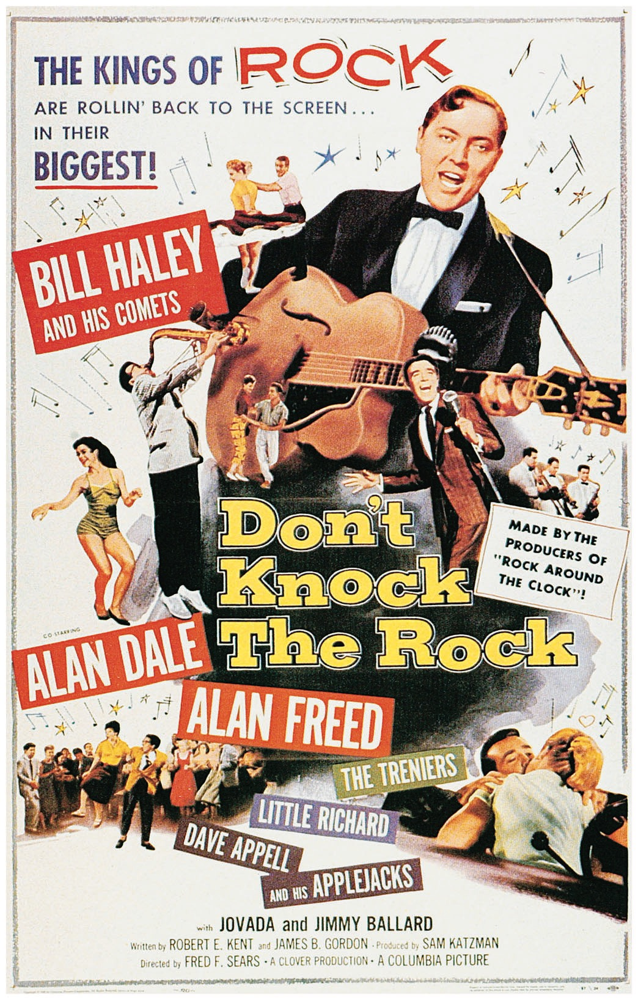 THE KINGS OF ROCK
ARE ROLLIN' BACK TO THE SCREEN...
IN THEIR
BIGGEST!
BILL HALEY
AND HIS COMETS
Don't
Knock
The Rock
MADE BY THE
PRODUCERS OF
"ROCK AROUND
THE CLOCK"!
CO-STARRING
ALAN DALE
ALAN FREED
THE TRENIERS
LITTLE RICHARD
DAVE APPELL
AND HIS APPLEJACKS
with JOVADA and JIMMY BALLARD
Written by ROBERT E. KENT and JAMES B. GORDON · Produced by SAM KATZMAN
Directed by FRED F. SEARS · A CLOVER PRODUCTION · A COLUMBIA PICTURE